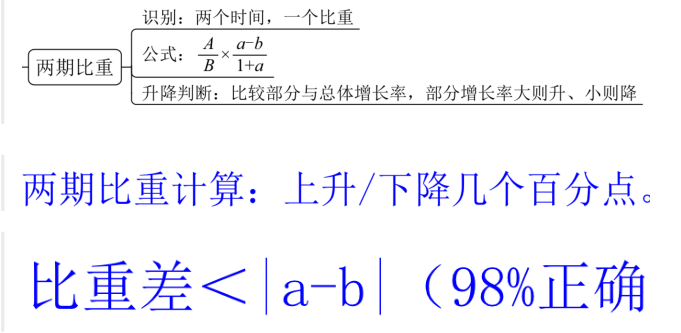 识别：两个时间，一个比重
公式：A/B×(a-b)/(1+a)
两期比重
升降判断：比较部分与总体增长率，部分增长率大则升、小则降
两期比重计算：上升/下降几个百分点。
比重差＜|a-b|（98%正确